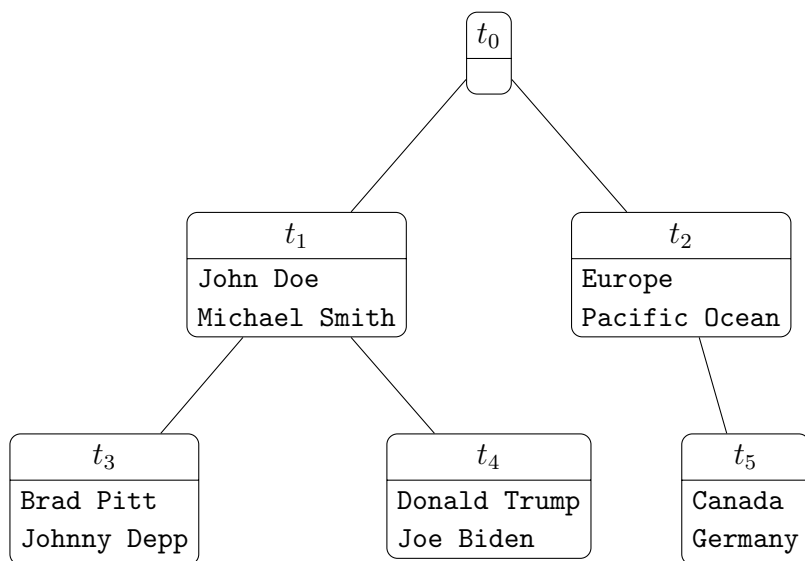 t₀
t₁
John Doe
Michael Smith
t₂
Europe
Pacific Ocean
t₃
Brad Pitt
Johnny Depp
t₄
Donald Trump
Joe Biden
t₅
Canada
Germany